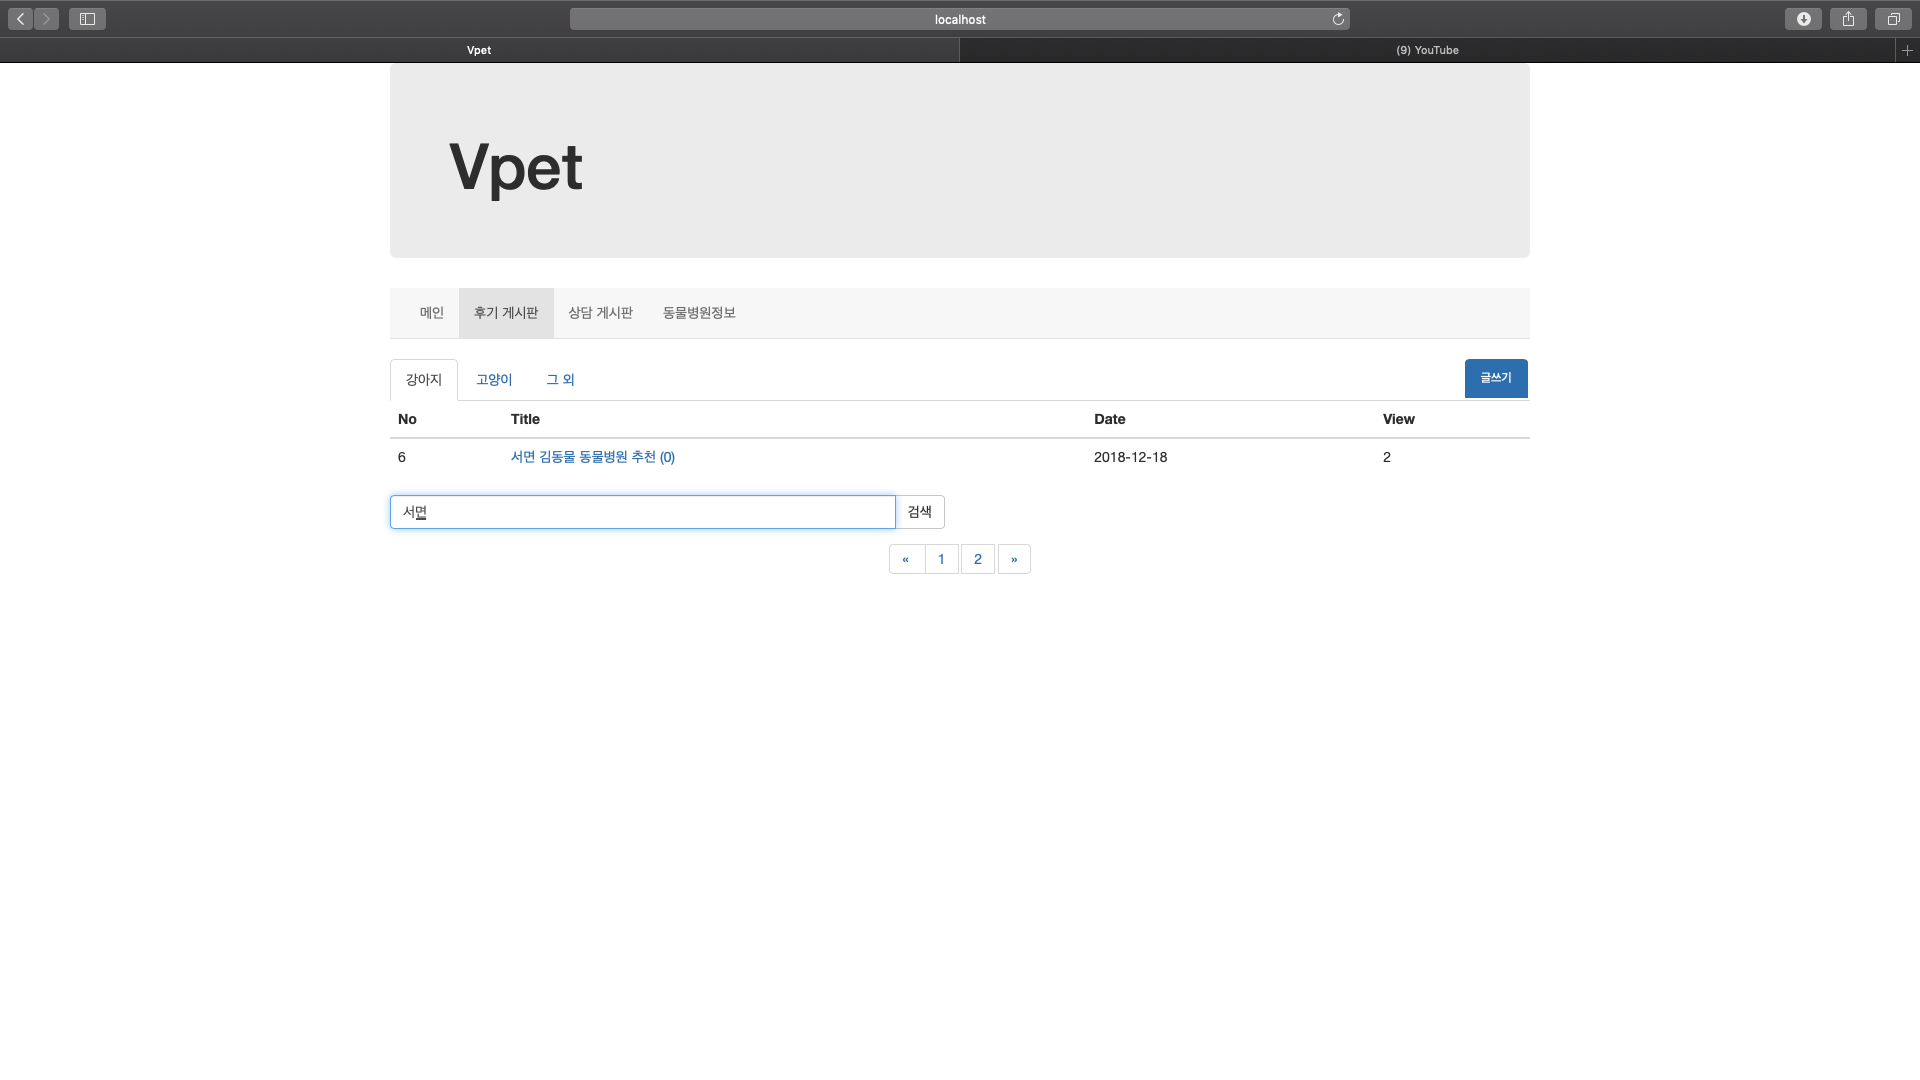 localhost
Vpet
(9) YouTube
Vpet
메인 후기 게시판 상담 게시판 동물병원정보
강아지 고양이 그 외 글쓰기
No Title Date View
6 서면 김동물 동물병원 추천 (0) 2018-12-18 2
서면 검색
« 1 2 »